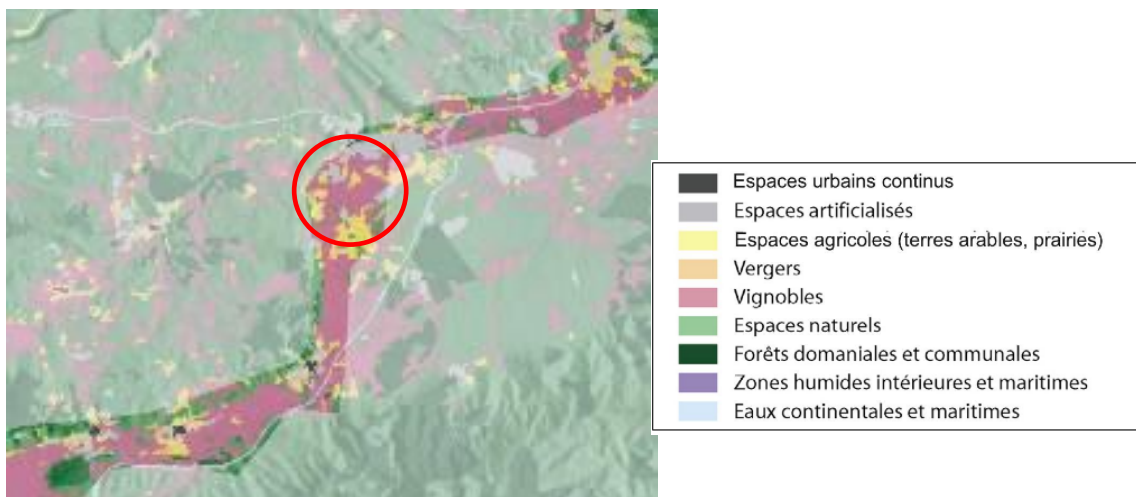 Espaces urbains continus
Espaces artificialisés
Espaces agricoles (terres arables, prairies)
Vergers
Vignobles
Espaces naturels
Forêts domaniales et communales
Zones humides intérieures et maritimes
Eaux continentales et maritimes